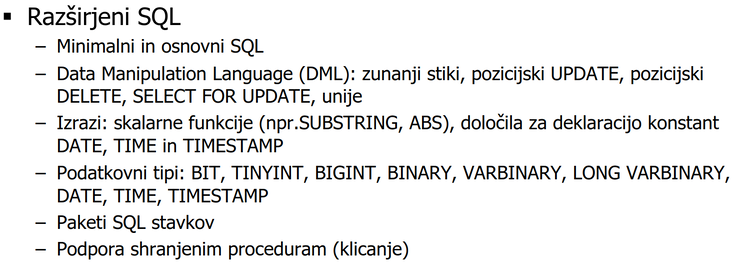 ▪ Razširjeni SQL
– Minimalni in osnovni SQL
– Data Manipulation Language (DML): zunanji stiki, pozicijski UPDATE, pozicijski
DELETE, SELECT FOR UPDATE, unije
– Izrazi: skalarne funkcije (npr.SUBSTRING, ABS), določila za deklaracijo konstant
DATE, TIME in TIMESTAMP
– Podatkovni tipi: BIT, TINYINT, BIGINT, BINARY, VARBINARY, LONG VARBINARY,
DATE, TIME, TIMESTAMP
– Paketi SQL stavkov
– Podpora shranjenim proceduram (klicanje)